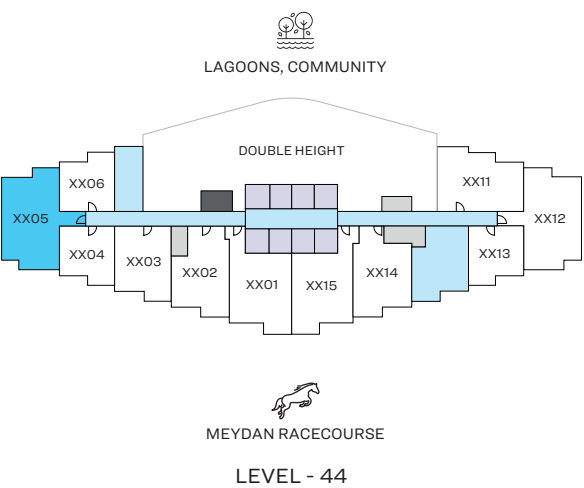 LAGOONS, COMMUNITY
DOUBLE HEIGHT
XX06
XX11
XX05
XX12
XX04
XX03
XX02
XX01
XX15
XX14
XX13
MEYDAN RACECOURSE
LEVEL - 44